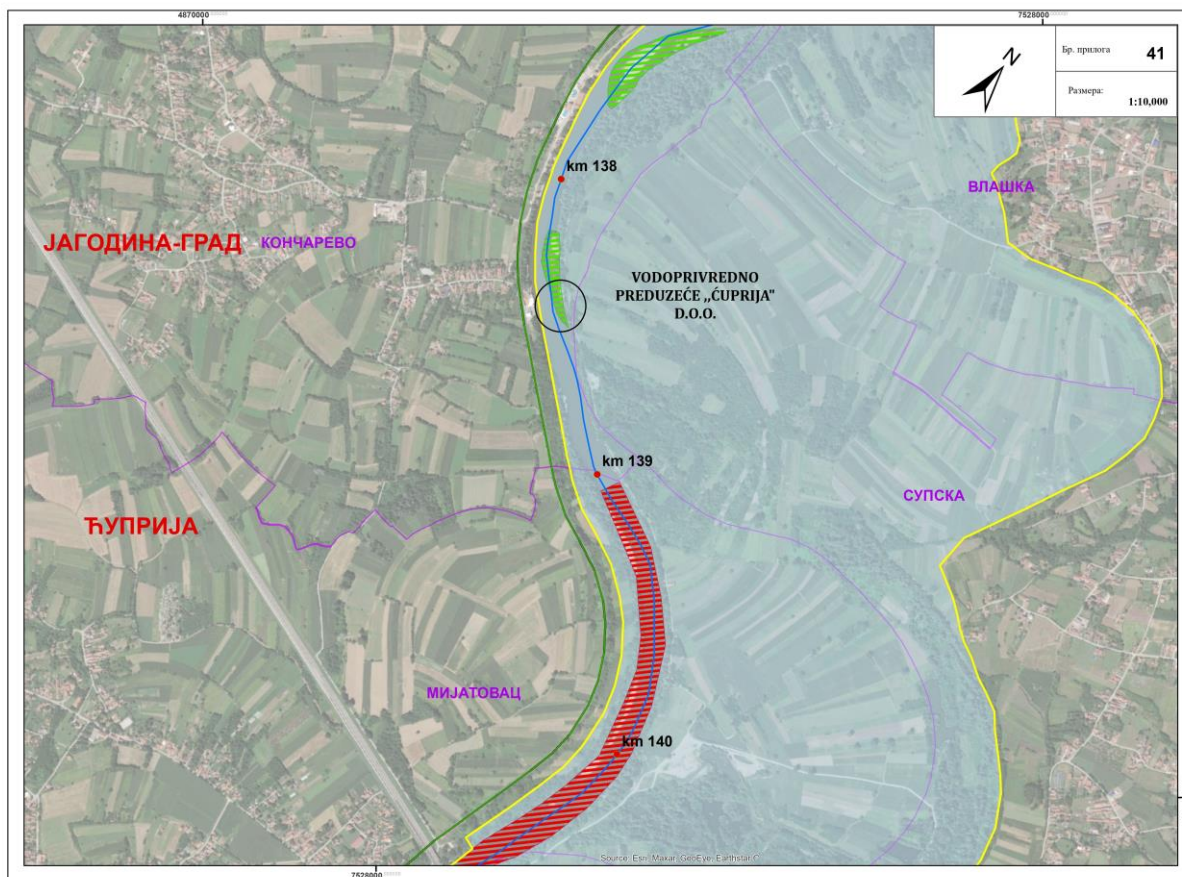 4870000
7528000
N
Бр. прилога
41
Размера:
1:10,000
km 138
ВЛАШКА
ЈАГОДИНА-ГРАД
КОНЧАРЕВО
VODOPRIVREDNO
PREDUZEĆE ,,ĆUPRIJA"
D.O.O.
km 139
СУПСКА
ЋУПРИЈА
МИЈАТОВАЦ
km 140
Source: Esri, Maxar, GeoEye, Earthstar
7528000